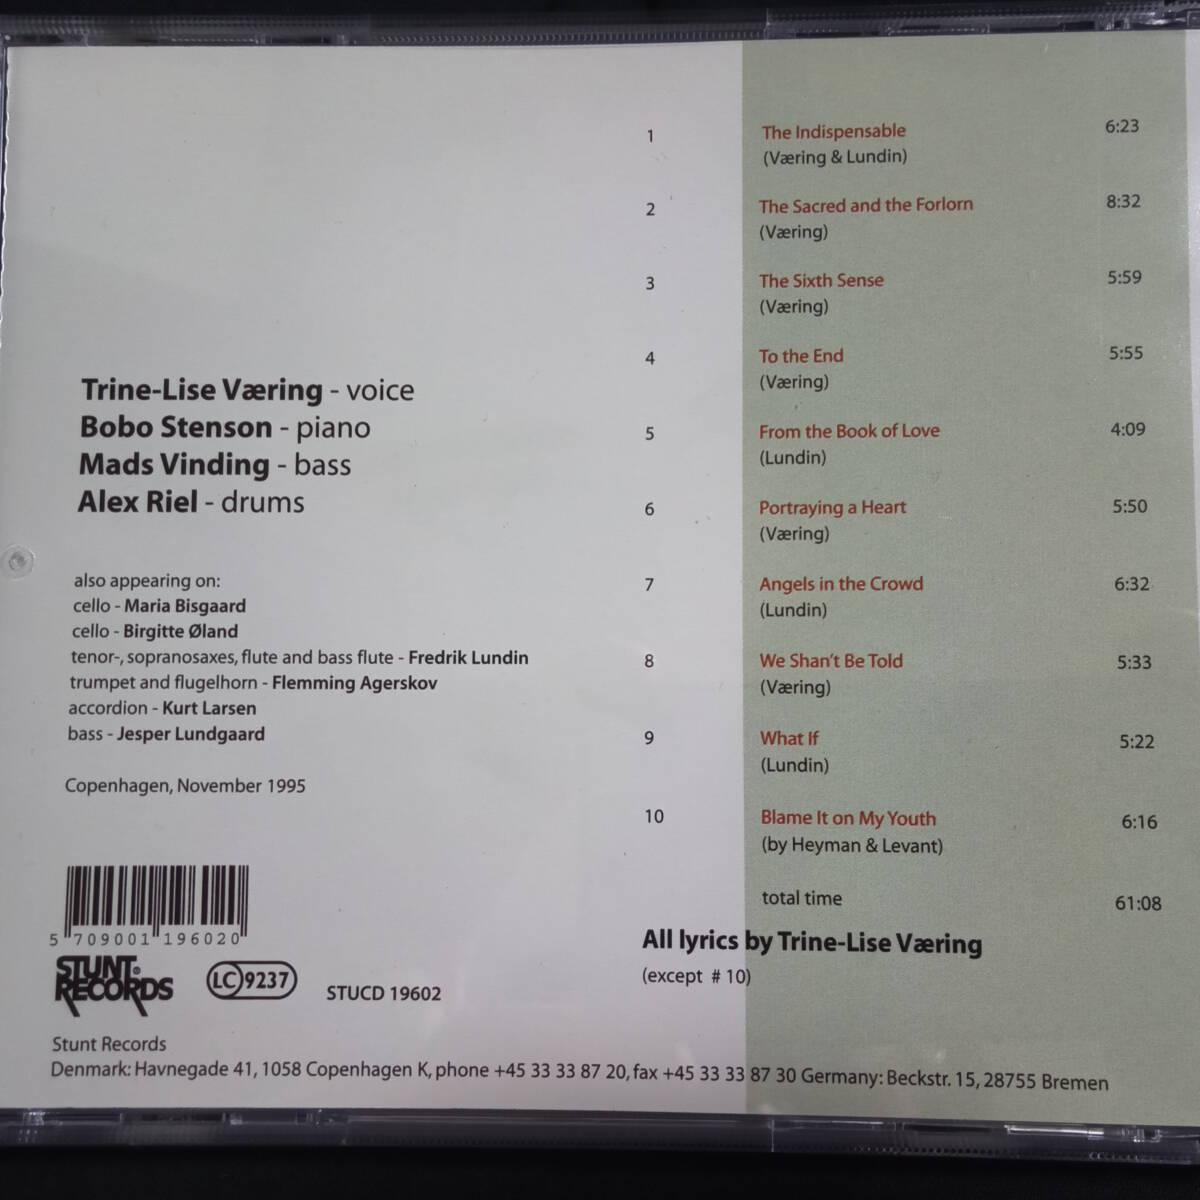 Trine-Lise Væring - voice
Bobo Stenson - piano
Mads Vinding - bass
Alex Riel - drums
also appearing on:
cello - Maria Bisgaard
cello - Birgitte Øland
tenor-, sopranosaxes, flute and bass flute - Fredrik Lundin
trumpet and flugelhorn - Flemming Agerskov
accordion - Kurt Larsen
bass - Jesper Lundgaard
Copenhagen, November 1995
1 The Indispensable 6:23
(Væring & Lundin)
2 The Sacred and the Forlorn 8:32
(Væring)
3 The Sixth Sense 5:59
(Væring)
4 To the End 5:55
(Væring)
5 From the Book of Love 4:09
(Lundin)
6 Portraying a Heart 5:50
(Væring)
7 Angels in the Crowd 6:32
(Lundin)
8 We Shan't Be Told 5:33
(Væring)
9 What If 5:22
(Lundin)
10 Blame It on My Youth 6:16
(by Heyman & Levant)
total time 61:08
All lyrics by Trine-Lise Væring
(except # 10)
5 709001 196020
STUNT® RECORDS
LC 9237
STUCD 19602
Stunt Records
Denmark: Havnegade 41, 1058 Copenhagen K, phone +45 33 33 87 20, fax +45 33 33 87 30 Germany: Beckstr. 15, 28755 Bremen